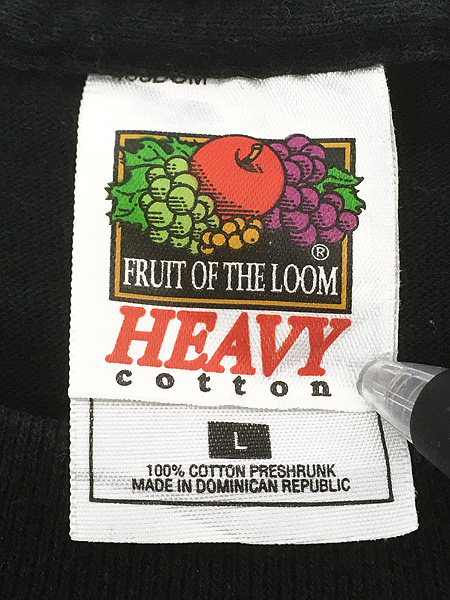 ®
FRUIT OF THE LOOM
HEAVY
cotton
L
100% COTTON PRESHRUNK
MADE IN DOMINICAN REPUBLIC